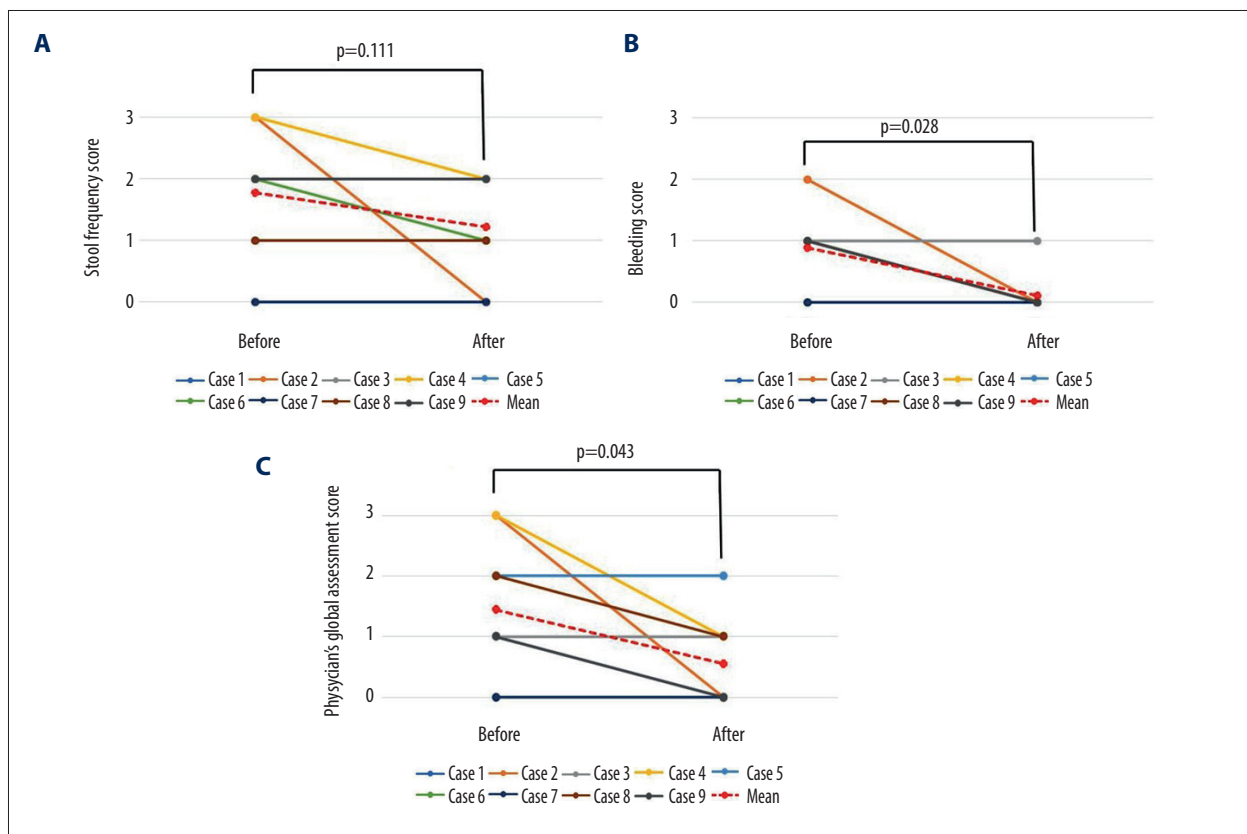 A
p=0.111
Stool frequency score
3
2
1
0
Before After
Case 1 Case 2 Case 3 Case 4 Case 5
Case 6 Case 7 Case 8 Case 9 Mean
B
p=0.028
Bleeding score
3
2
1
0
Before After
Case 1 Case 2 Case 3 Case 4 Case 5
Case 6 Case 7 Case 8 Case 9 Mean
C
p=0.043
Physycian's global assessment score
3
2
1
0
Before After
Case 1 Case 2 Case 3 Case 4 Case 5
Case 6 Case 7 Case 8 Case 9 Mean